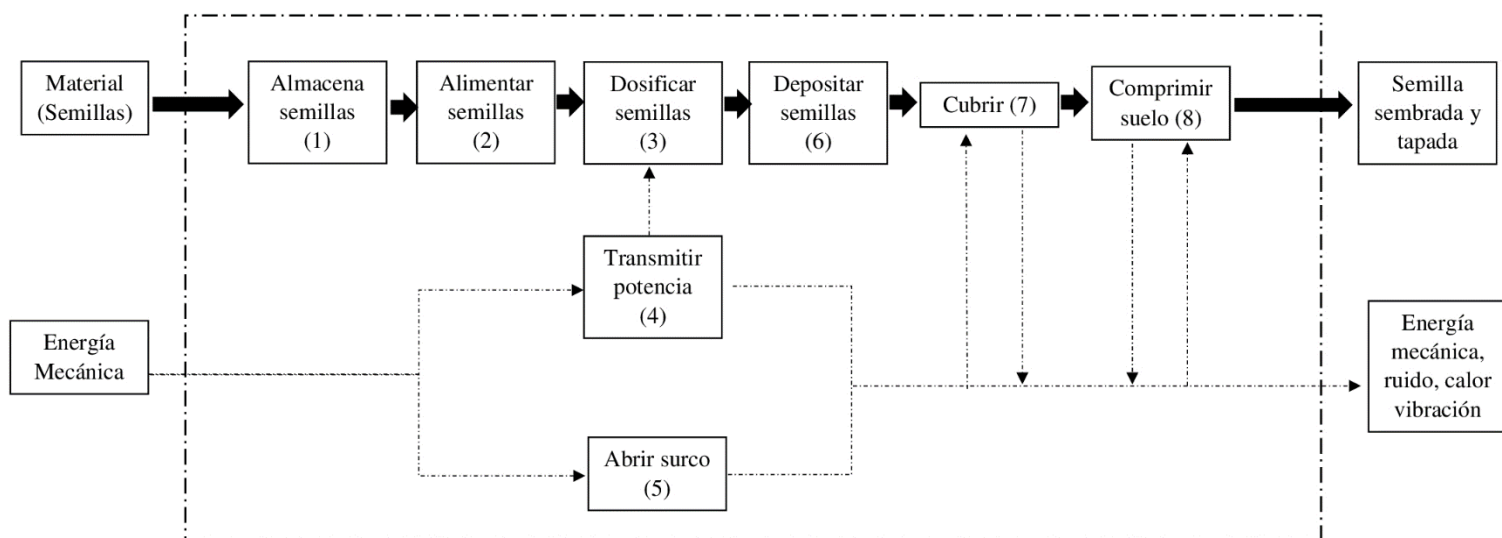 Material
(Semillas)
Almacena
semillas
(1)
Alimentar
semillas
(2)
Dosificar
semillas
(3)
Depositar
semillas
(6)
Cubrir (7)
Comprimir
suelo (8)
Semilla
sembrada y
tapada
Transmitir
potencia
(4)
Energía
Mecánica
Energía
mecánica,
ruido, calor
vibración
Abrir surco
(5)